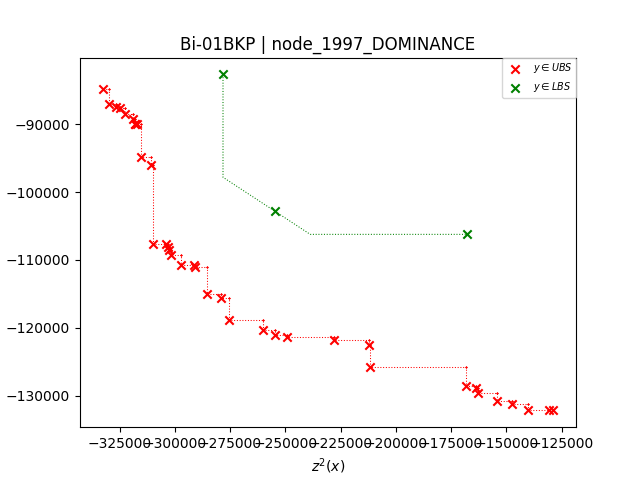 Bi-01BKP | node_1997_DOMINANCE
y ∈ UBS
y ∈ LBS
−90000
−100000
−110000
−120000
−130000
−325000 −300000 −275000 −250000 −225000 −200000 −175000 −150000 −125000
z²(x)